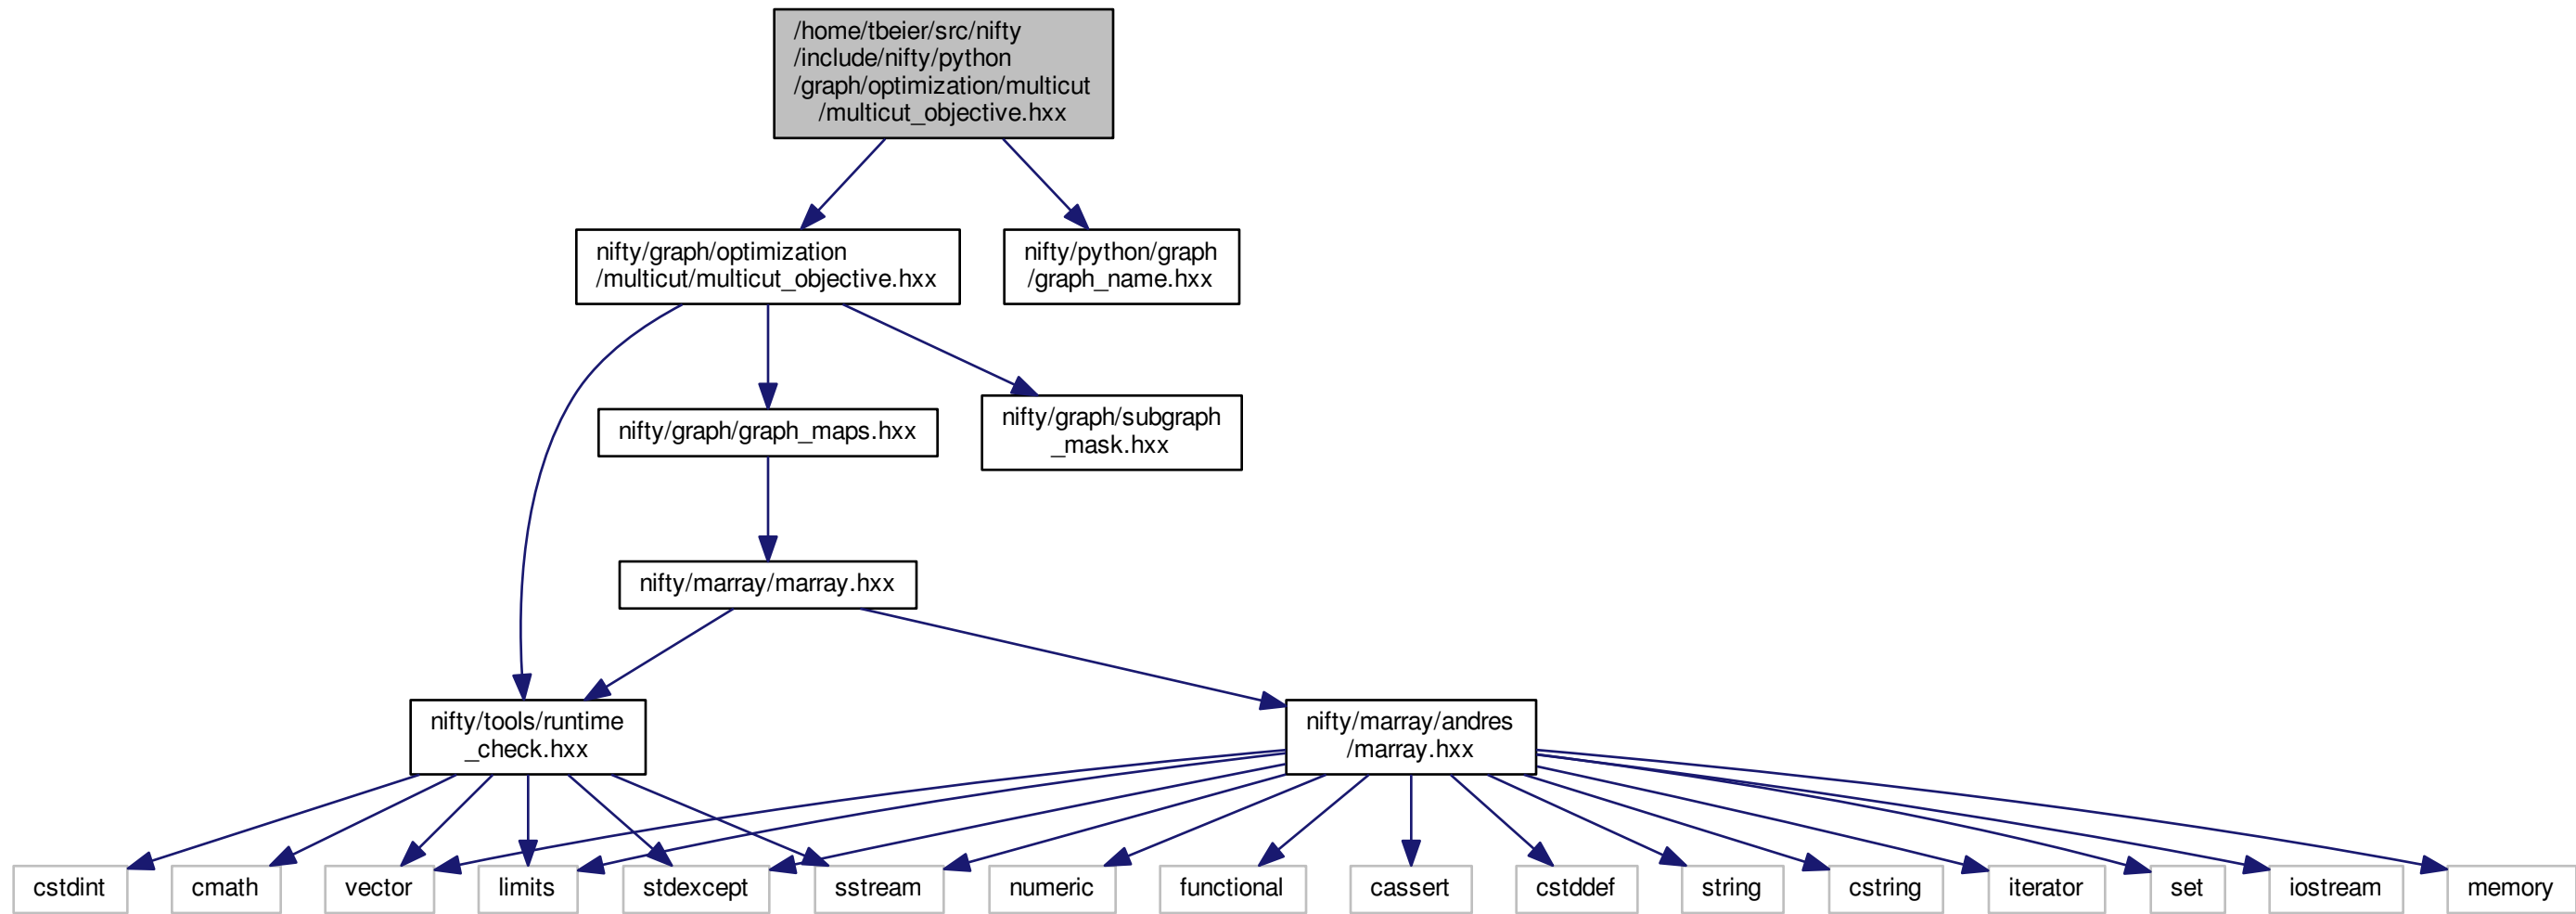 /home/tbeier/src/nifty
/include/nifty/python
/graph/optimization/multicut
/multicut_objective.hxx
nifty/graph/optimization
/multicut/multicut_objective.hxx
nifty/python/graph
/graph_name.hxx
nifty/graph/graph_maps.hxx
nifty/graph/subgraph
_mask.hxx
nifty/marray/marray.hxx
nifty/tools/runtime
_check.hxx
nifty/marray/andres
/marray.hxx
cstdint
cmath
vector
limits
stdexcept
sstream
numeric
functional
cassert
cstddef
string
cstring
iterator
set
iostream
memory